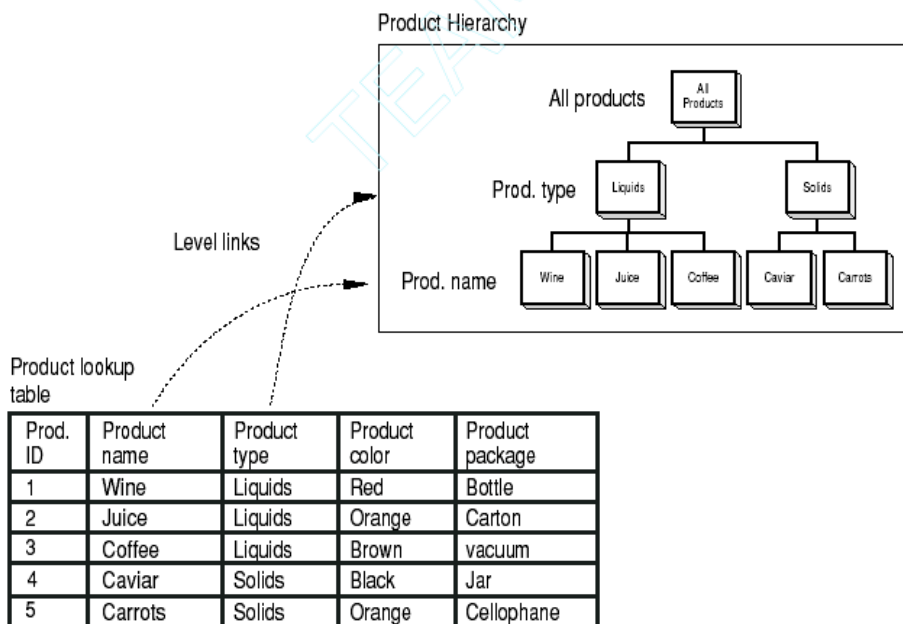 Product Hierarchy
All products
All
Products
Prod. type
Liquids
Solids
Level links
Prod. name
Wine
Juice
Coffee
Caviar
Carrots
Product lookup
table
Prod. ID Product name Product type Product color Product package
1 Wine Liquids Red Bottle
2 Juice Liquids Orange Carton
3 Coffee Liquids Brown vacuum
4 Caviar Solids Black Jar
5 Carrots Solids Orange Cellophane